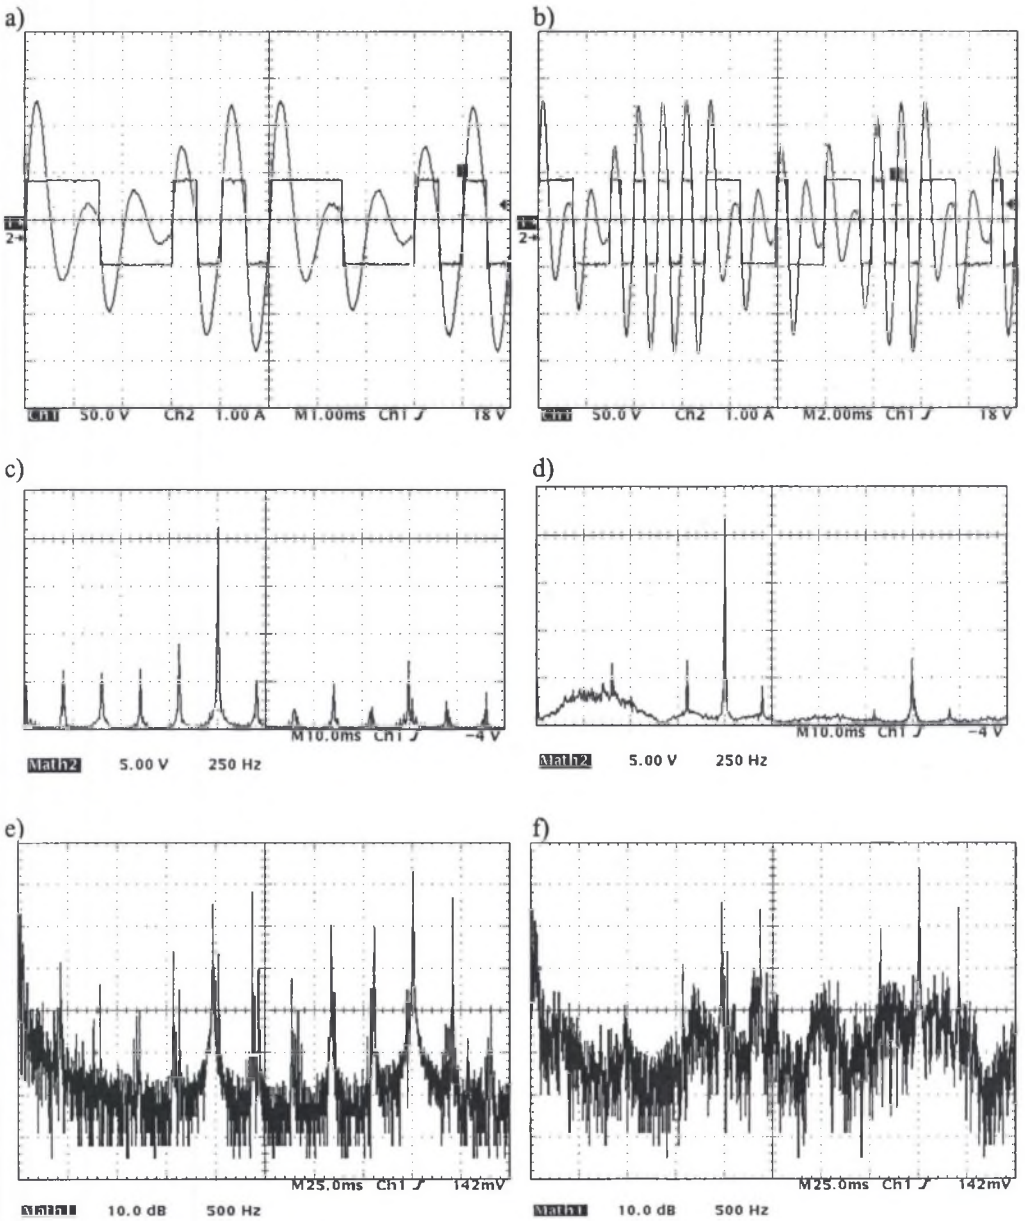 a)
b)
2→
2→
Ch1 50.0 V Ch2 1.00 A M1.00ms Ch1 18 V
50.0 V Ch2 1.00 A M2.00ms Ch1 18 V
c)
d)
M10.0ms Ch1 -4 V
M10.0ms Ch1 -4 V
Math2 5.00 V 250 Hz
Math2 5.00 V 250 Hz
e)
f)
M25.0ms Ch1 142mV
M25.0ms Ch1 142mV
Math1 10.0 dB 500 Hz
Math1 10.0 dB 500 Hz